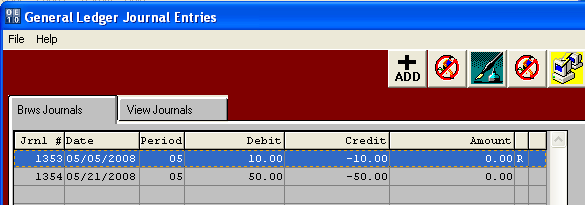 General Ledger Journal Entries
File Help
ADD
Brws Journals View Journals
Jrnl # Date Period Debit Credit Amount
1353 05/05/2008 05 10.00 -10.00 0.00 R
1354 05/21/2008 05 50.00 -50.00 0.00